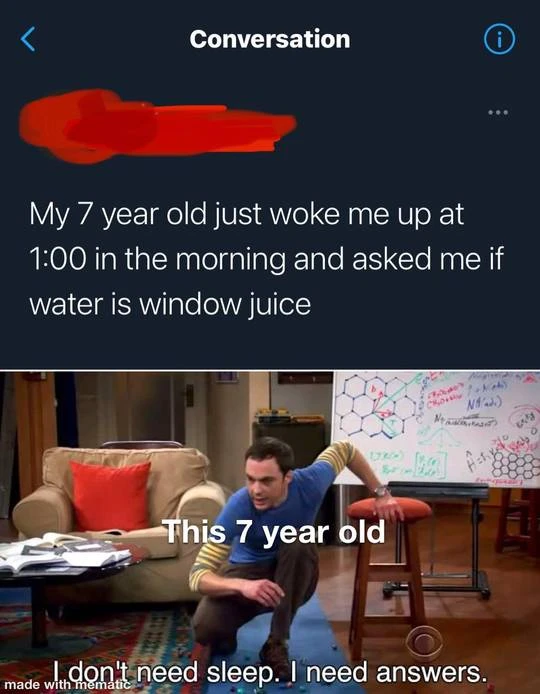 Conversation
My 7 year old just woke me up at
1:00 in the morning and asked me if
water is window juice
This 7 year old
I don't need sleep. I need answers.
made with mematic